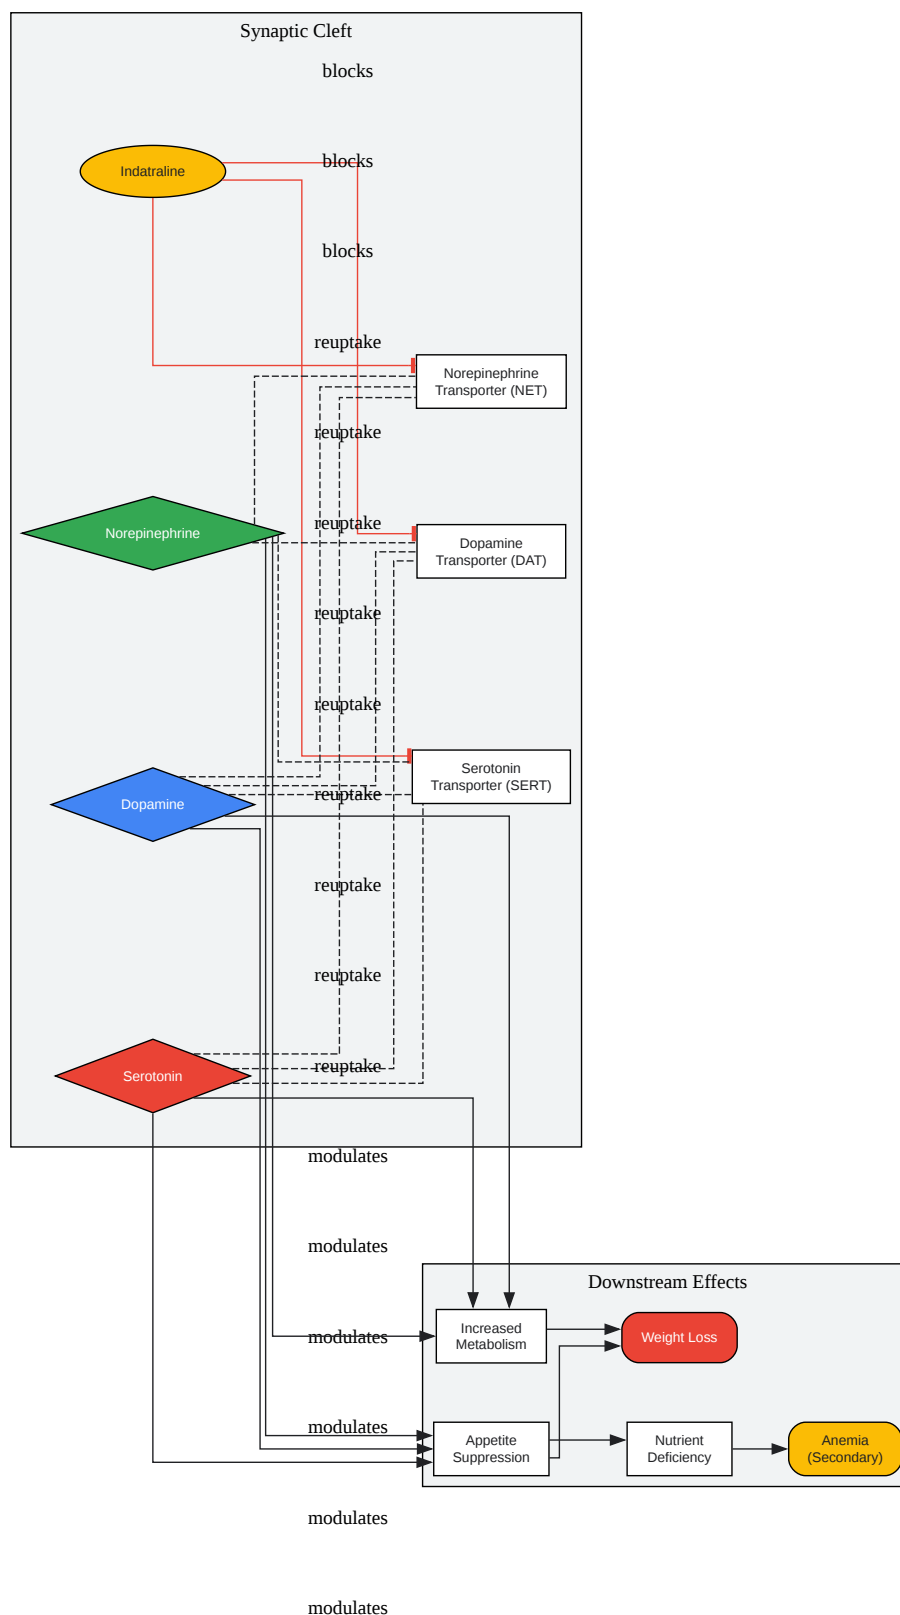 Synaptic Cleft
blocks
blocks
Indatraline
blocks
reuptake
Norepinephrine
Transporter (NET)
reuptake
reuptake
Norepinephrine
Dopamine
Transporter (DAT)
reuptake
reuptake
Serotonin
Transporter (SERT)
reuptake
Dopamine
reuptake
reuptake
reuptake
Serotonin
modulates
modulates
Downstream Effects
Increased
Metabolism
Weight Loss
modulates
modulates
Appetite
Suppression
Nutrient
Deficiency
Anemia
(Secondary)
modulates
modulates